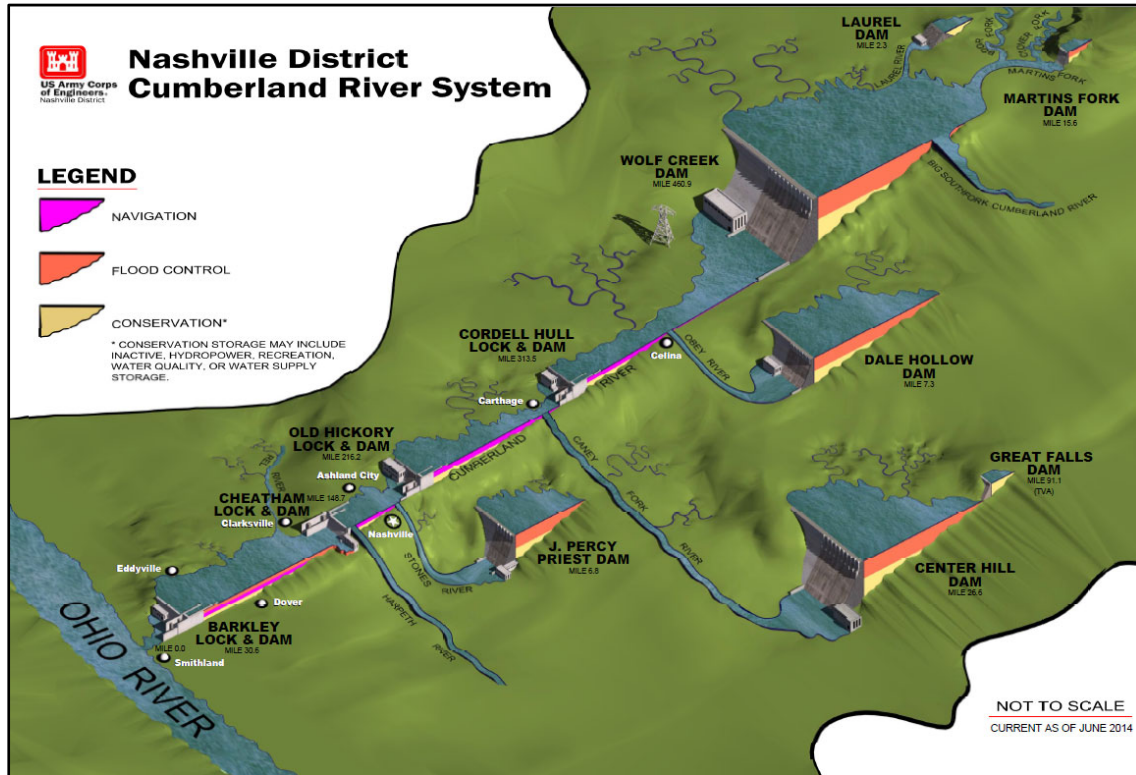 US Army Corps
of Engineers®
Nashville District
Nashville District
Cumberland River System
LEGEND
NAVIGATION
FLOOD CONTROL
CONSERVATION*
* CONSERVATION STORAGE MAY INCLUDE
INACTIVE, HYDROPOWER, RECREATION,
WATER QUALITY, OR WATER SUPPLY
STORAGE.
LAUREL
DAM
MILE 2.3
LAUREL RIVER
POOR FORK
CLOVER FORK
MARTINS FORK
MARTINS FORK
DAM
MILE 15.6
WOLF CREEK
DAM
MILE 460.9
BIG SOUTHFORK CUMBERLAND RIVER
CORDELL HULL
LOCK & DAM
MILE 313.5
Celina
OBEY RIVER
DALE HOLLOW
DAM
MILE 7.3
Carthage
CUMBERLAND
RIVER
OLD HICKORY
LOCK & DAM
MILE 216.2
CANEY
FORK
RIVER
GREAT FALLS
DAM
MILE 91.1
(TVA)
Ashland City
RED
RIVER
CHEATHAM
LOCK & DAM
MILE 148.7
Clarksville
Nashville
STONES
RIVER
J. PERCY
PRIEST DAM
MILE 6.8
CENTER HILL
DAM
MILE 26.6
Eddyville
HARPETH
RIVER
Dover
BARKLEY
LOCK & DAM
MILE 30.6
MILE 0.0
Smithland
OHIO RIVER
NOT TO SCALE
CURRENT AS OF JUNE 2014